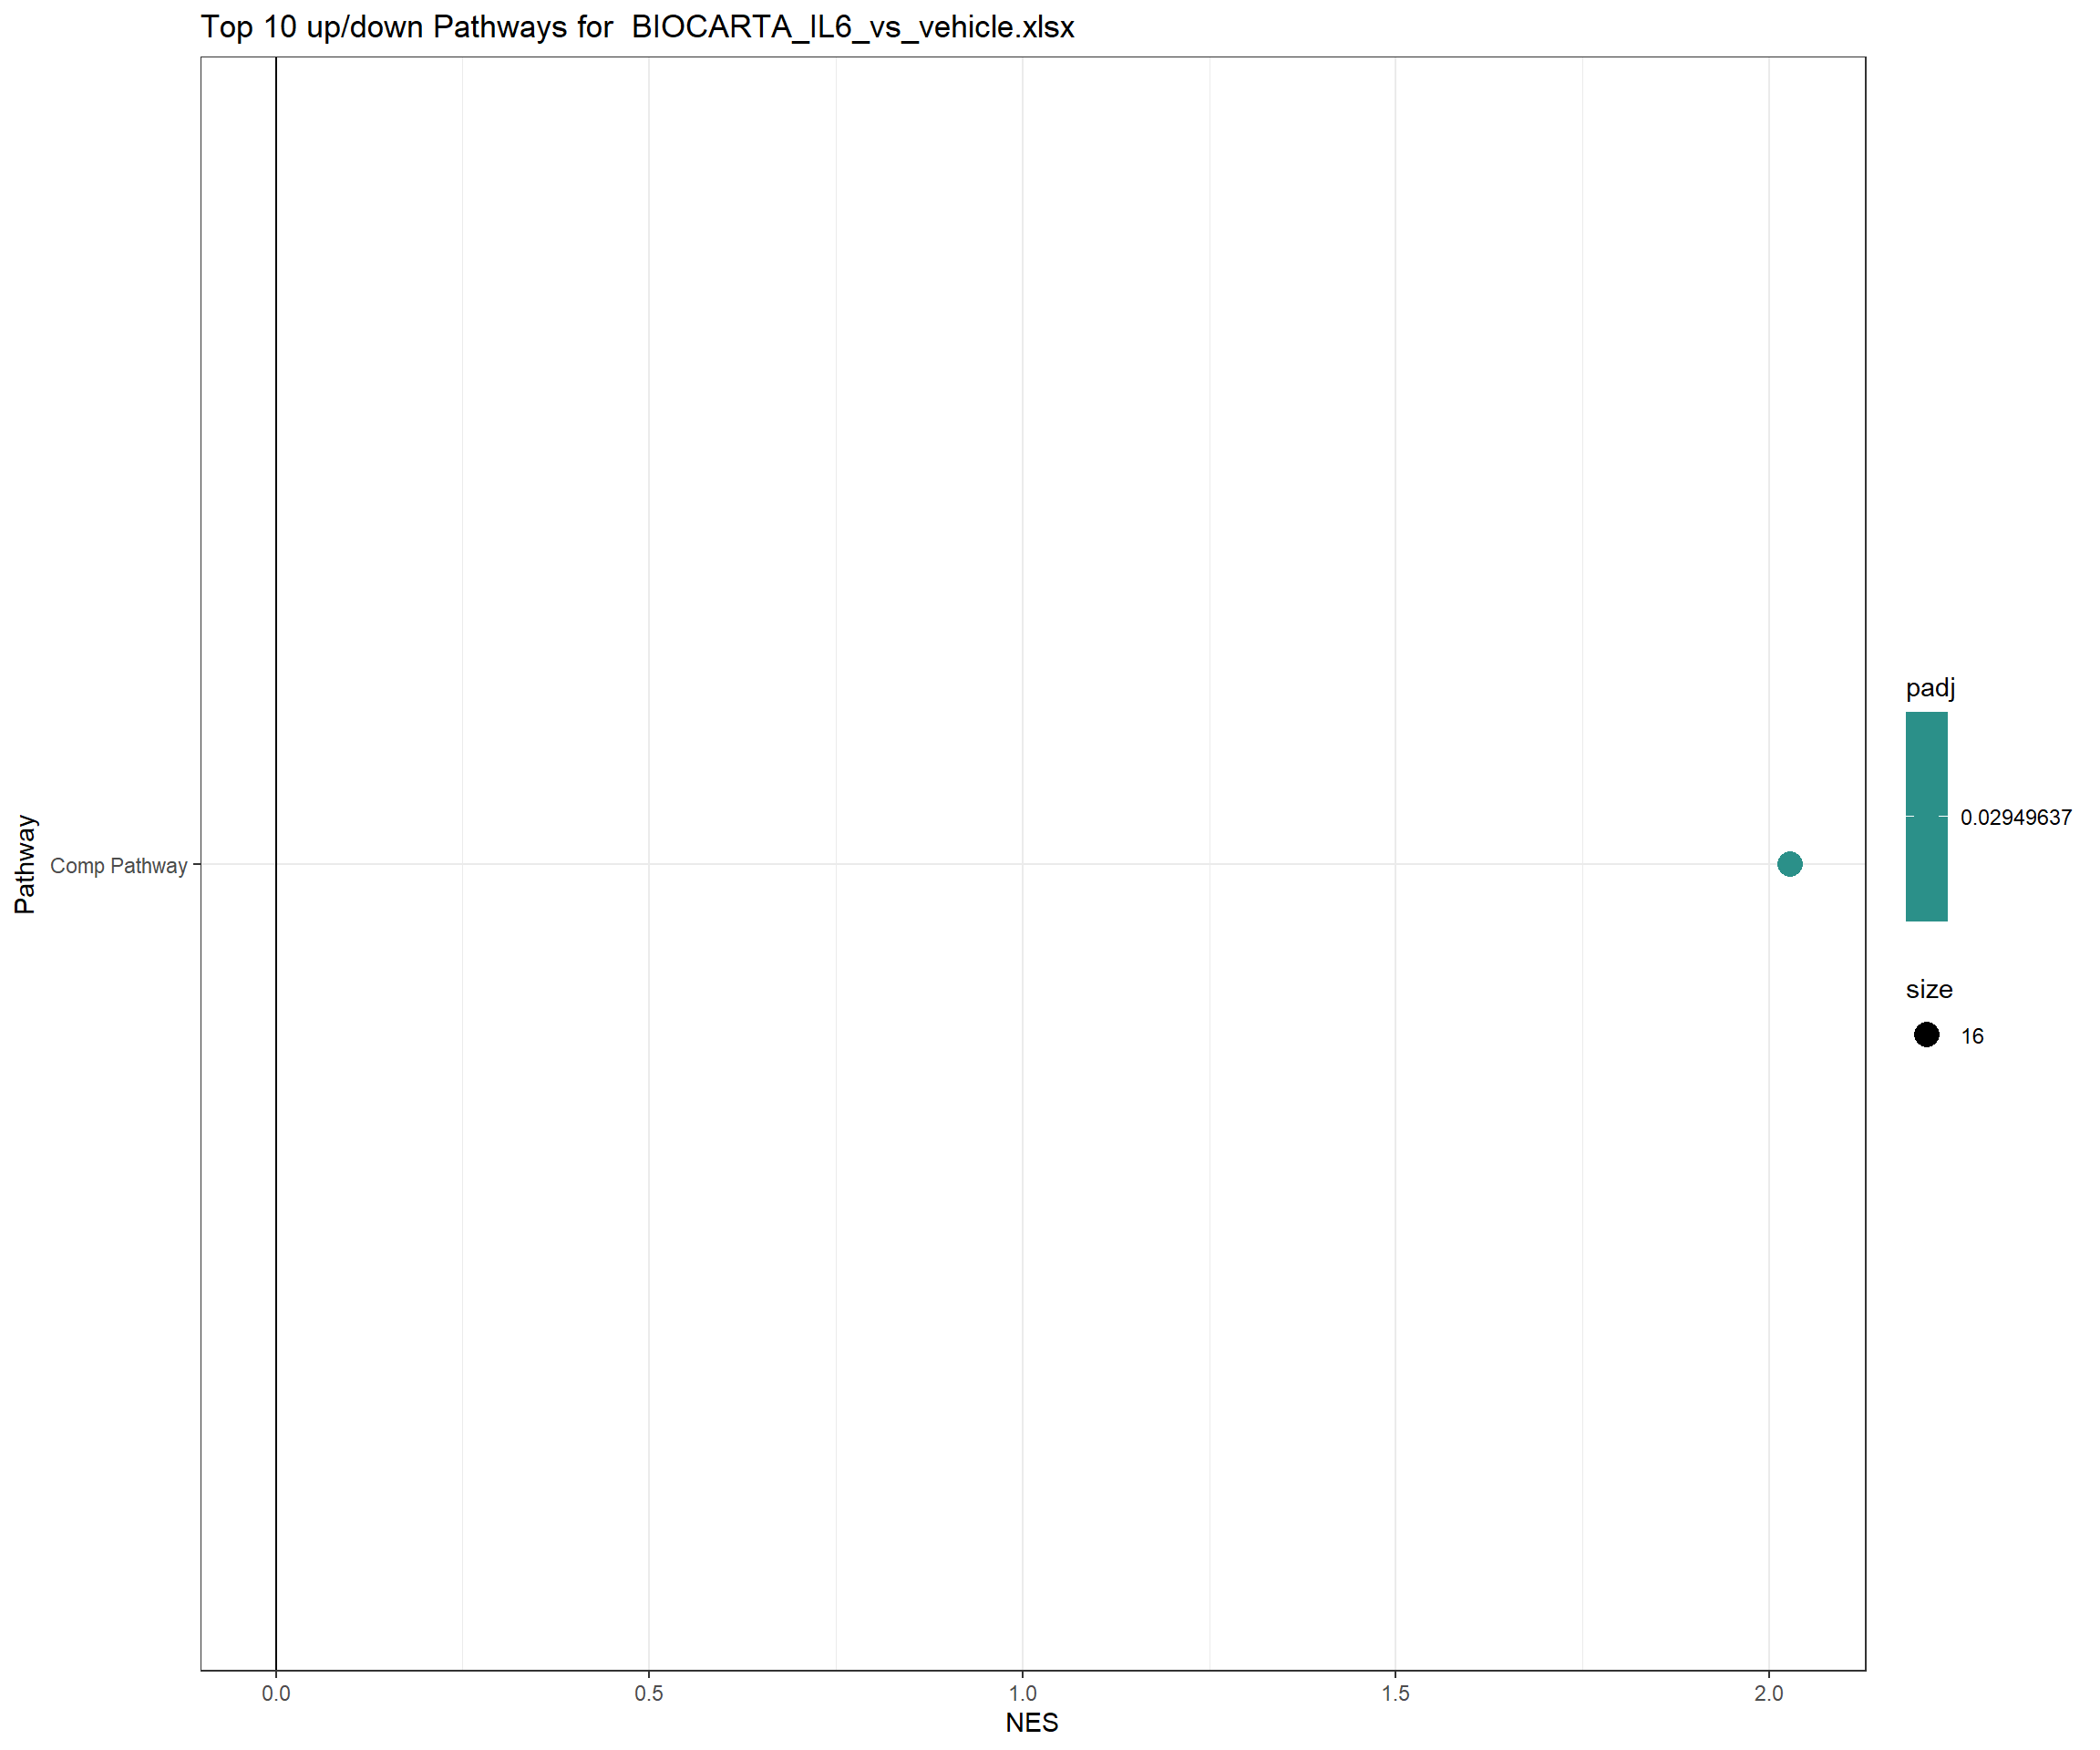 Top 10 up/down Pathways for  BIOCARTA_IL6_vs_vehicle.xlsx
Pathway
Comp Pathway
0.0
0.5
1.0
1.5
2.0
NES
padj
0.02949637
size
16